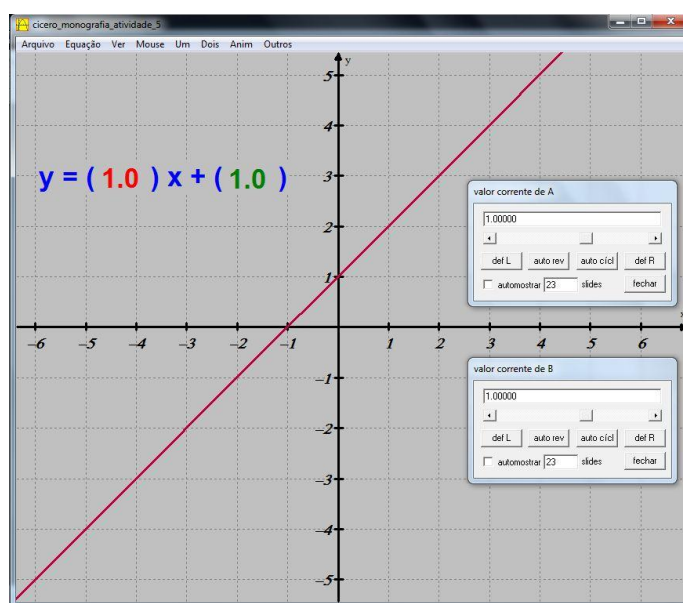 cicero_monografia_atividade_5
Arquivo Equação Ver Mouse Um Dois Anim Outros
y
5
4
y = ( 1.0 ) x + ( 1.0 )
3
2
1
x
−6 −5 −4 −3 −2 −1 1 2 3 4 5 6
−1
−2
−3
−4
−5
valor corrente de A
1.00000
def L auto rev auto cícl def R
automostrar 23 slides fechar
valor corrente de B
1.00000
def L auto rev auto cícl def R
automostrar 23 slides fechar